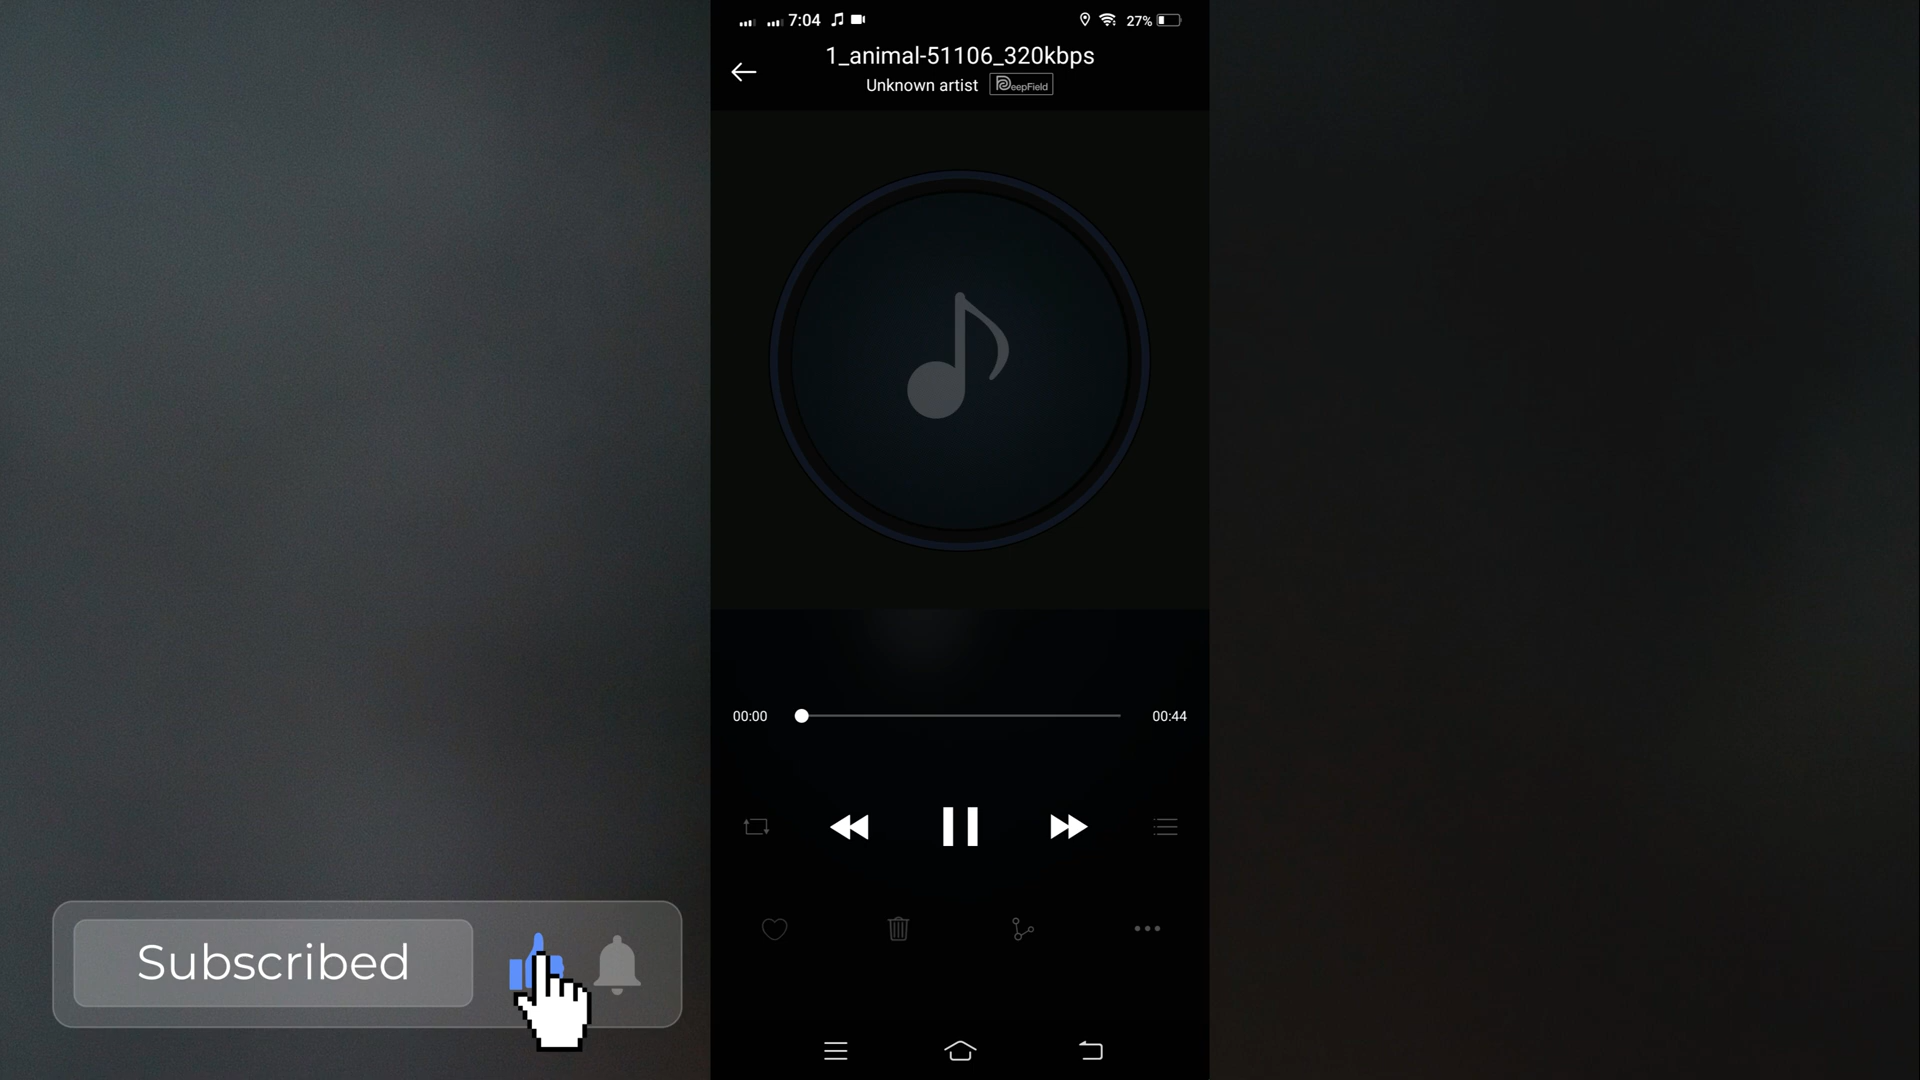 7:04
27%
1_animal-51106_320kbps
Unknown artist
DeepField
00:00
00:44
Subscribed